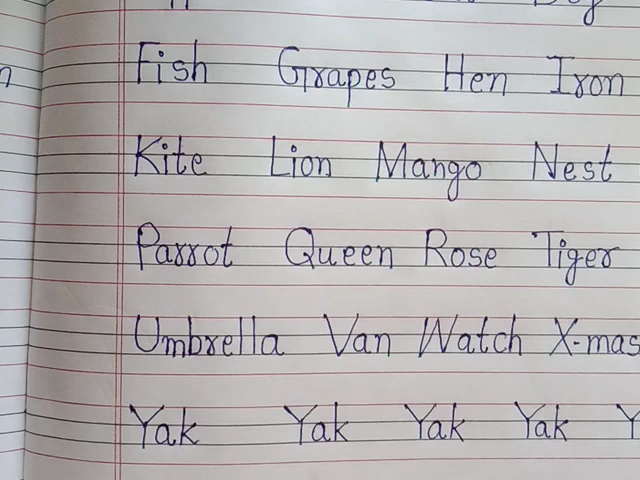 Fish Grapes Hen Iron
Kite Lion Mango Nest
Parrot Queen Rose Tiger
Umbrella Van Watch X-mas
Yak Yak Yak Yak